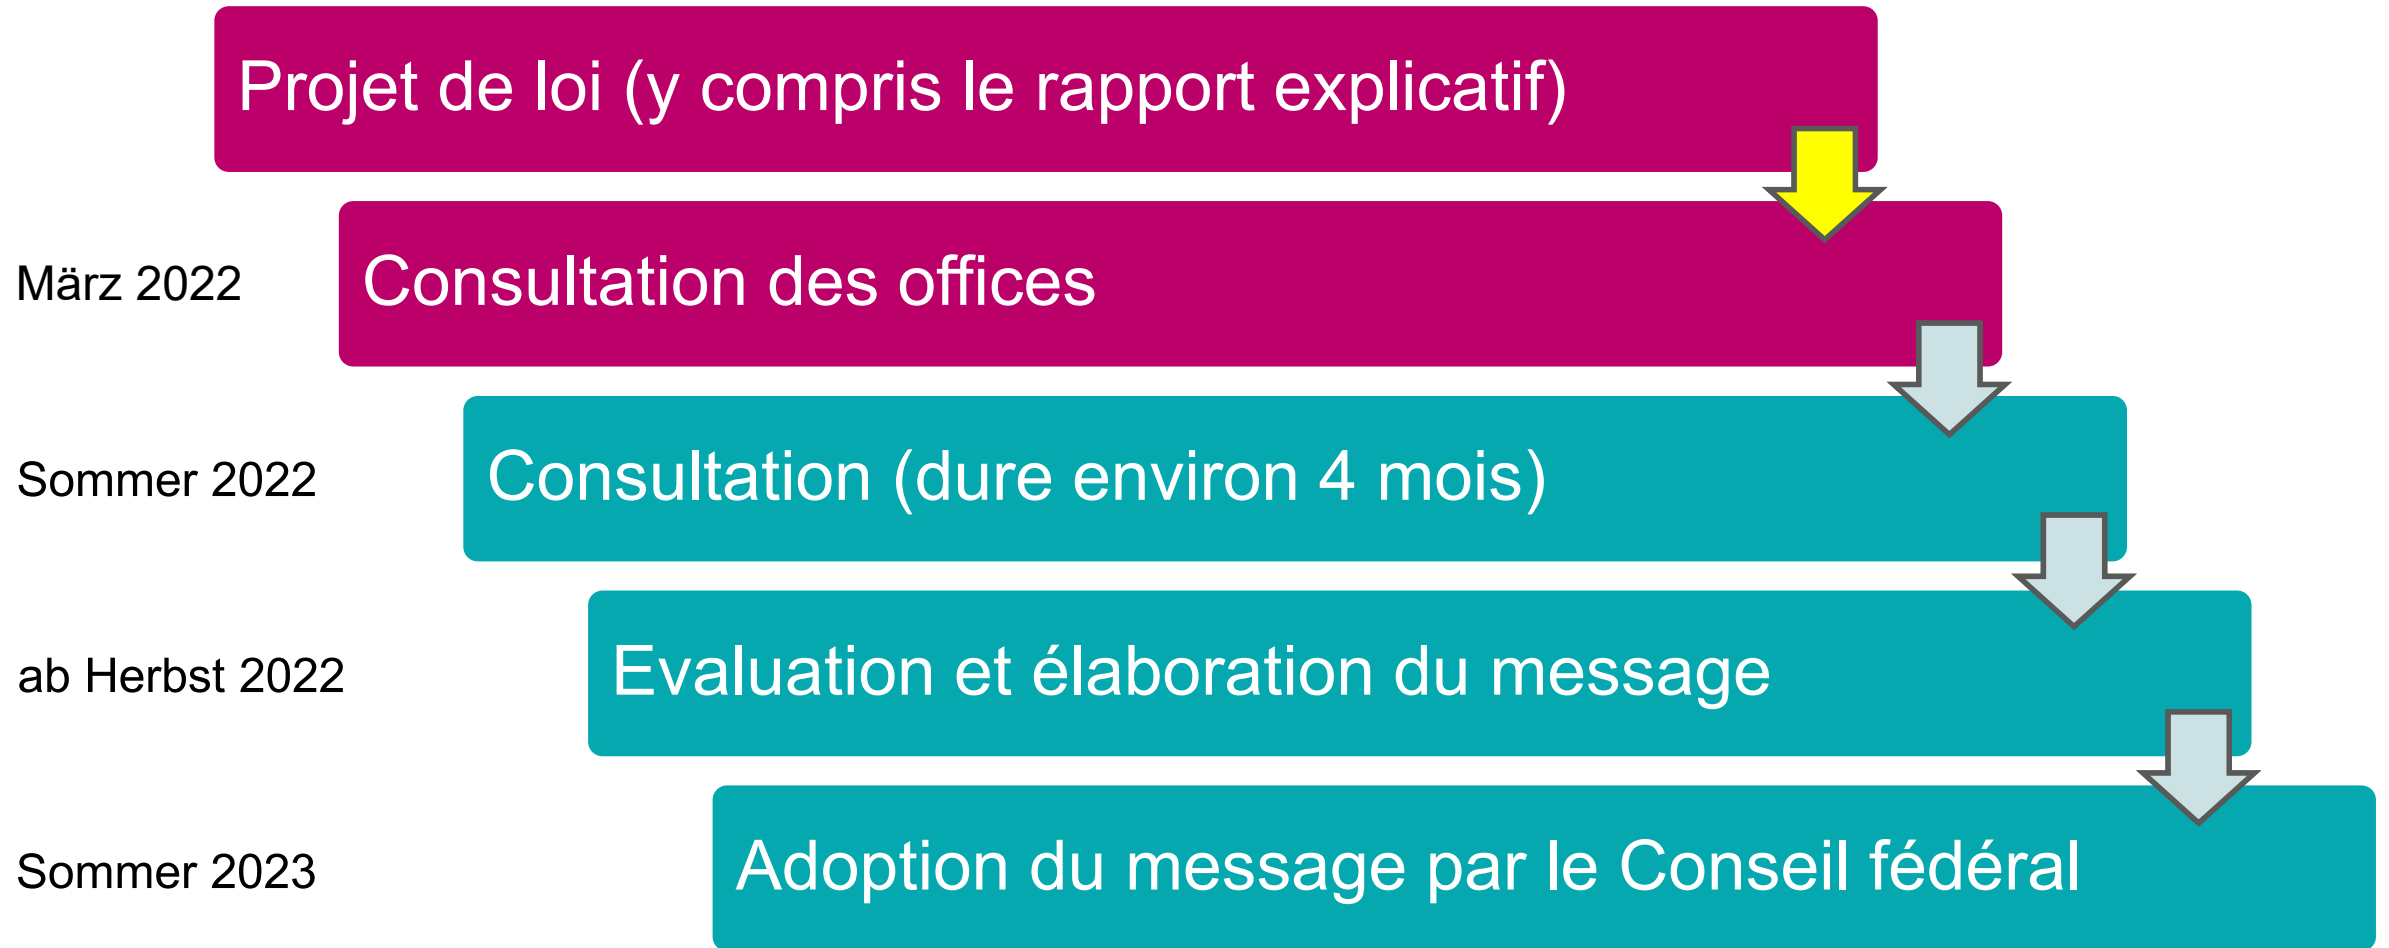 Projet de loi (y compris le rapport explicatif)
März 2022
Consultation des offices
Sommer 2022
Consultation (dure environ 4 mois)
ab Herbst 2022
Evaluation et élaboration du message
Sommer 2023
Adoption du message par le Conseil fédéral